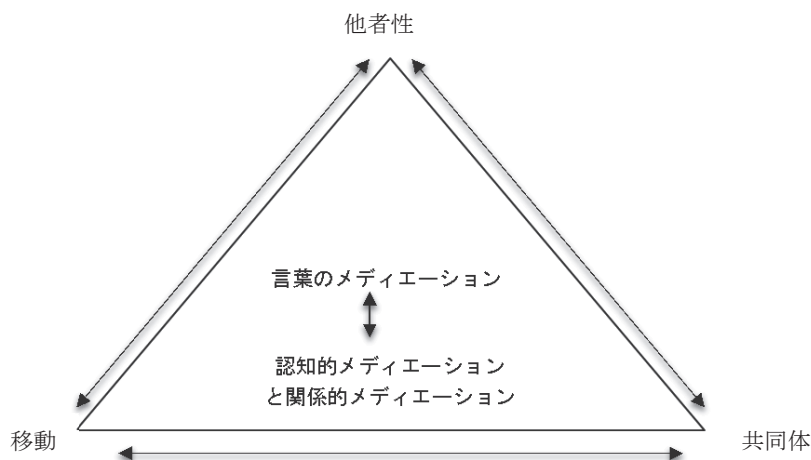 他者性
言葉のメディエーション
認知的メディエーション
と関係的メディエーション
移動
共同体